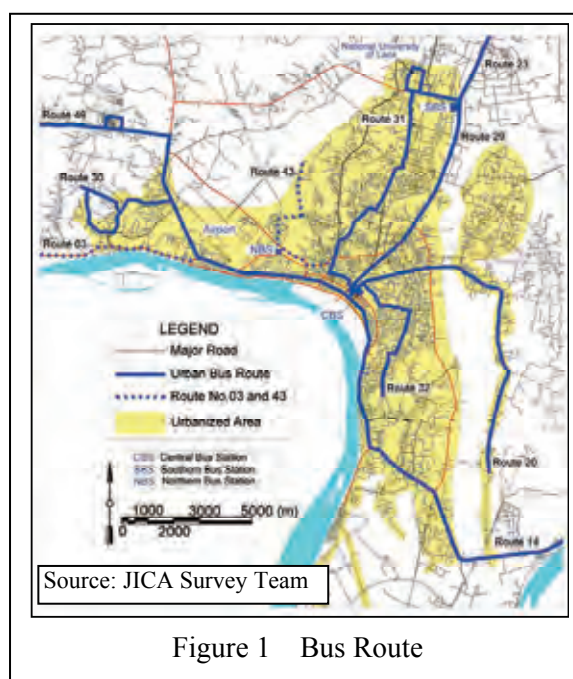 National University
of Laos
Route 23
Route 49
Route 31
SBS
Route 29
Route 30
Route 43
Airport
Route 03
NBS
CBS
LEGEND
Major Road
Urban Bus Route
Route No.03 and 43
Urbanized Area
CBS Central Bus Station
SBS Southern Bus Station
NBS Northern Bus Station
Route 32
Route 20
1000 3000 5000 (m)
0 2000
Route 14
Source: JICA Survey Team
Figure 1 Bus Route